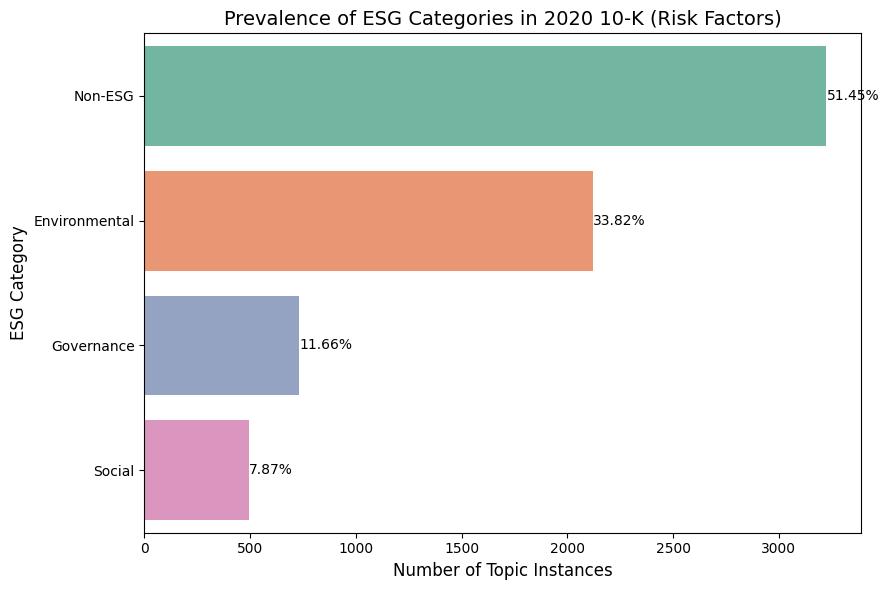 Prevalence of ESG Categories in 2020 10-K (Risk Factors)
ESG Category
Non-ESG
51.45%
Environmental
33.82%
Governance
11.66%
Social
7.87%
0 500 1000 1500 2000 2500 3000
Number of Topic Instances